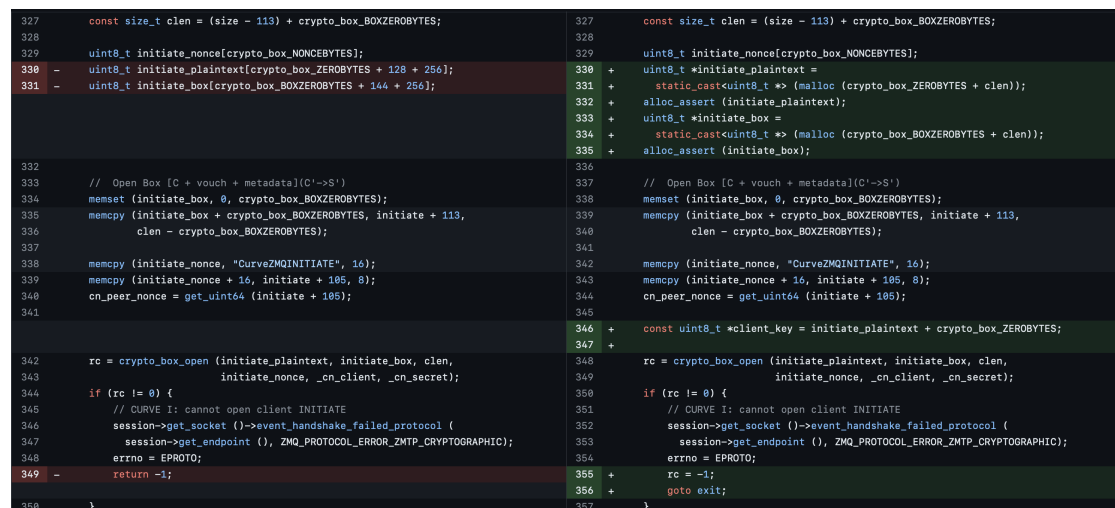 327 const size_t clen = (size - 113) + crypto_box_BOXZEROBYTES;
328
329 uint8_t initiate_nonce[crypto_box_NONCEBYTES];
330 - uint8_t initiate_plaintext[crypto_box_ZEROBYTES + 128 + 256];
331 - uint8_t initiate_box[crypto_box_BOXZEROBYTES + 144 + 256];
332
333 // Open Box [C + vouch + metadata](C'->S')
334 memset (initiate_box, 0, crypto_box_BOXZEROBYTES);
335 memcpy (initiate_box + crypto_box_BOXZEROBYTES, initiate + 113,
336 clen - crypto_box_BOXZEROBYTES);
337
338 memcpy (initiate_nonce, "CurveZMQINITIATE", 16);
339 memcpy (initiate_nonce + 16, initiate + 105, 8);
340 cn_peer_nonce = get_uint64 (initiate + 105);
341
342 rc = crypto_box_open (initiate_plaintext, initiate_box, clen,
343 initiate_nonce, _cn_client, _cn_secret);
344 if (rc != 0) {
345 // CURVE I: cannot open client INITIATE
346 session->get_socket ()->event_handshake_failed_protocol (
347 session->get_endpoint (), ZMQ_PROTOCOL_ERROR_ZMTP_CRYPTOGRAPHIC);
348 errno = EPROTO;
349 - return -1;
350 }
327 const size_t clen = (size - 113) + crypto_box_BOXZEROBYTES;
328
329 uint8_t initiate_nonce[crypto_box_NONCEBYTES];
330 + uint8_t *initiate_plaintext =
331 + static_cast<uint8_t *> (malloc (crypto_box_ZEROBYTES + clen));
332 + alloc_assert (initiate_plaintext);
333 + uint8_t *initiate_box =
334 + static_cast<uint8_t *> (malloc (crypto_box_BOXZEROBYTES + clen));
335 + alloc_assert (initiate_box);
336
337 // Open Box [C + vouch + metadata](C'->S')
338 memset (initiate_box, 0, crypto_box_BOXZEROBYTES);
339 memcpy (initiate_box + crypto_box_BOXZEROBYTES, initiate + 113,
340 clen - crypto_box_BOXZEROBYTES);
341
342 memcpy (initiate_nonce, "CurveZMQINITIATE", 16);
343 memcpy (initiate_nonce + 16, initiate + 105, 8);
344 cn_peer_nonce = get_uint64 (initiate + 105);
345
346 + const uint8_t *client_key = initiate_plaintext + crypto_box_ZEROBYTES;
347 +
348 rc = crypto_box_open (initiate_plaintext, initiate_box, clen,
349 initiate_nonce, _cn_client, _cn_secret);
350 if (rc != 0) {
351 // CURVE I: cannot open client INITIATE
352 session->get_socket ()->event_handshake_failed_protocol (
353 session->get_endpoint (), ZMQ_PROTOCOL_ERROR_ZMTP_CRYPTOGRAPHIC);
354 errno = EPROTO;
355 + rc = -1;
356 + goto exit;
357 }